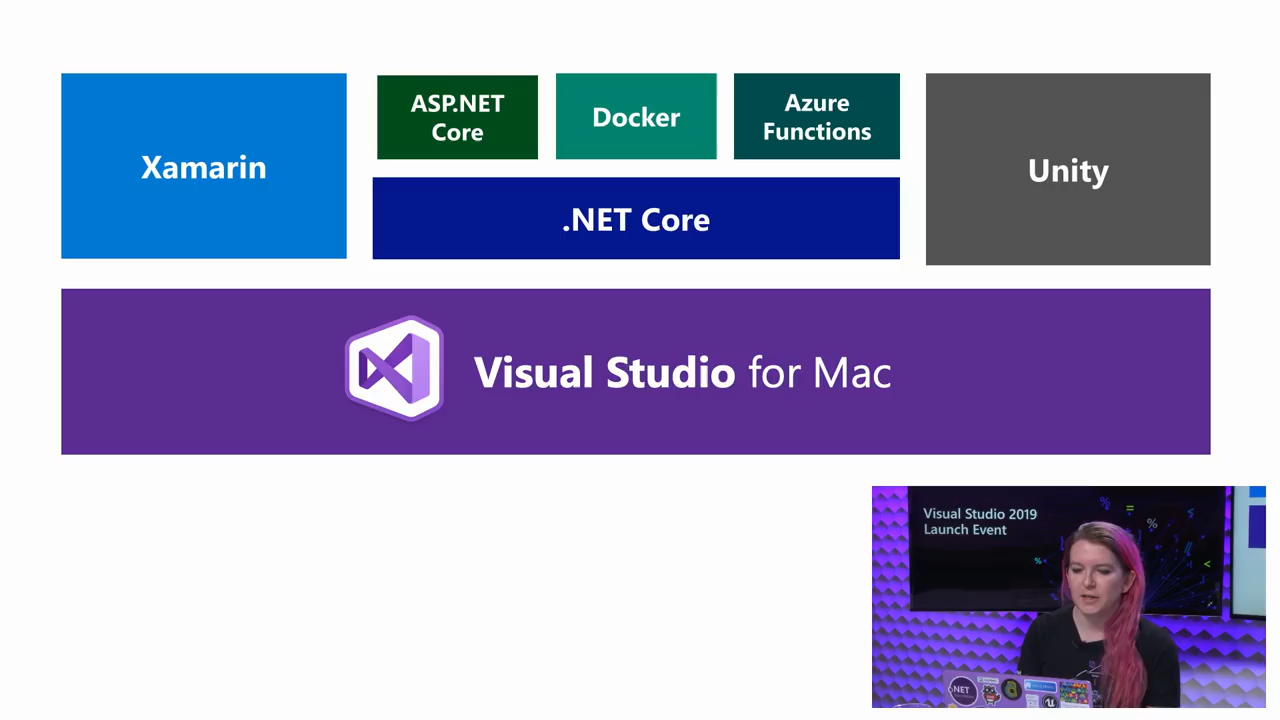 Xamarin
ASP.NET
Core
Docker
Azure
Functions
.NET Core
Unity
Visual Studio for Mac
Visual Studio 2019
Launch Event
.NET